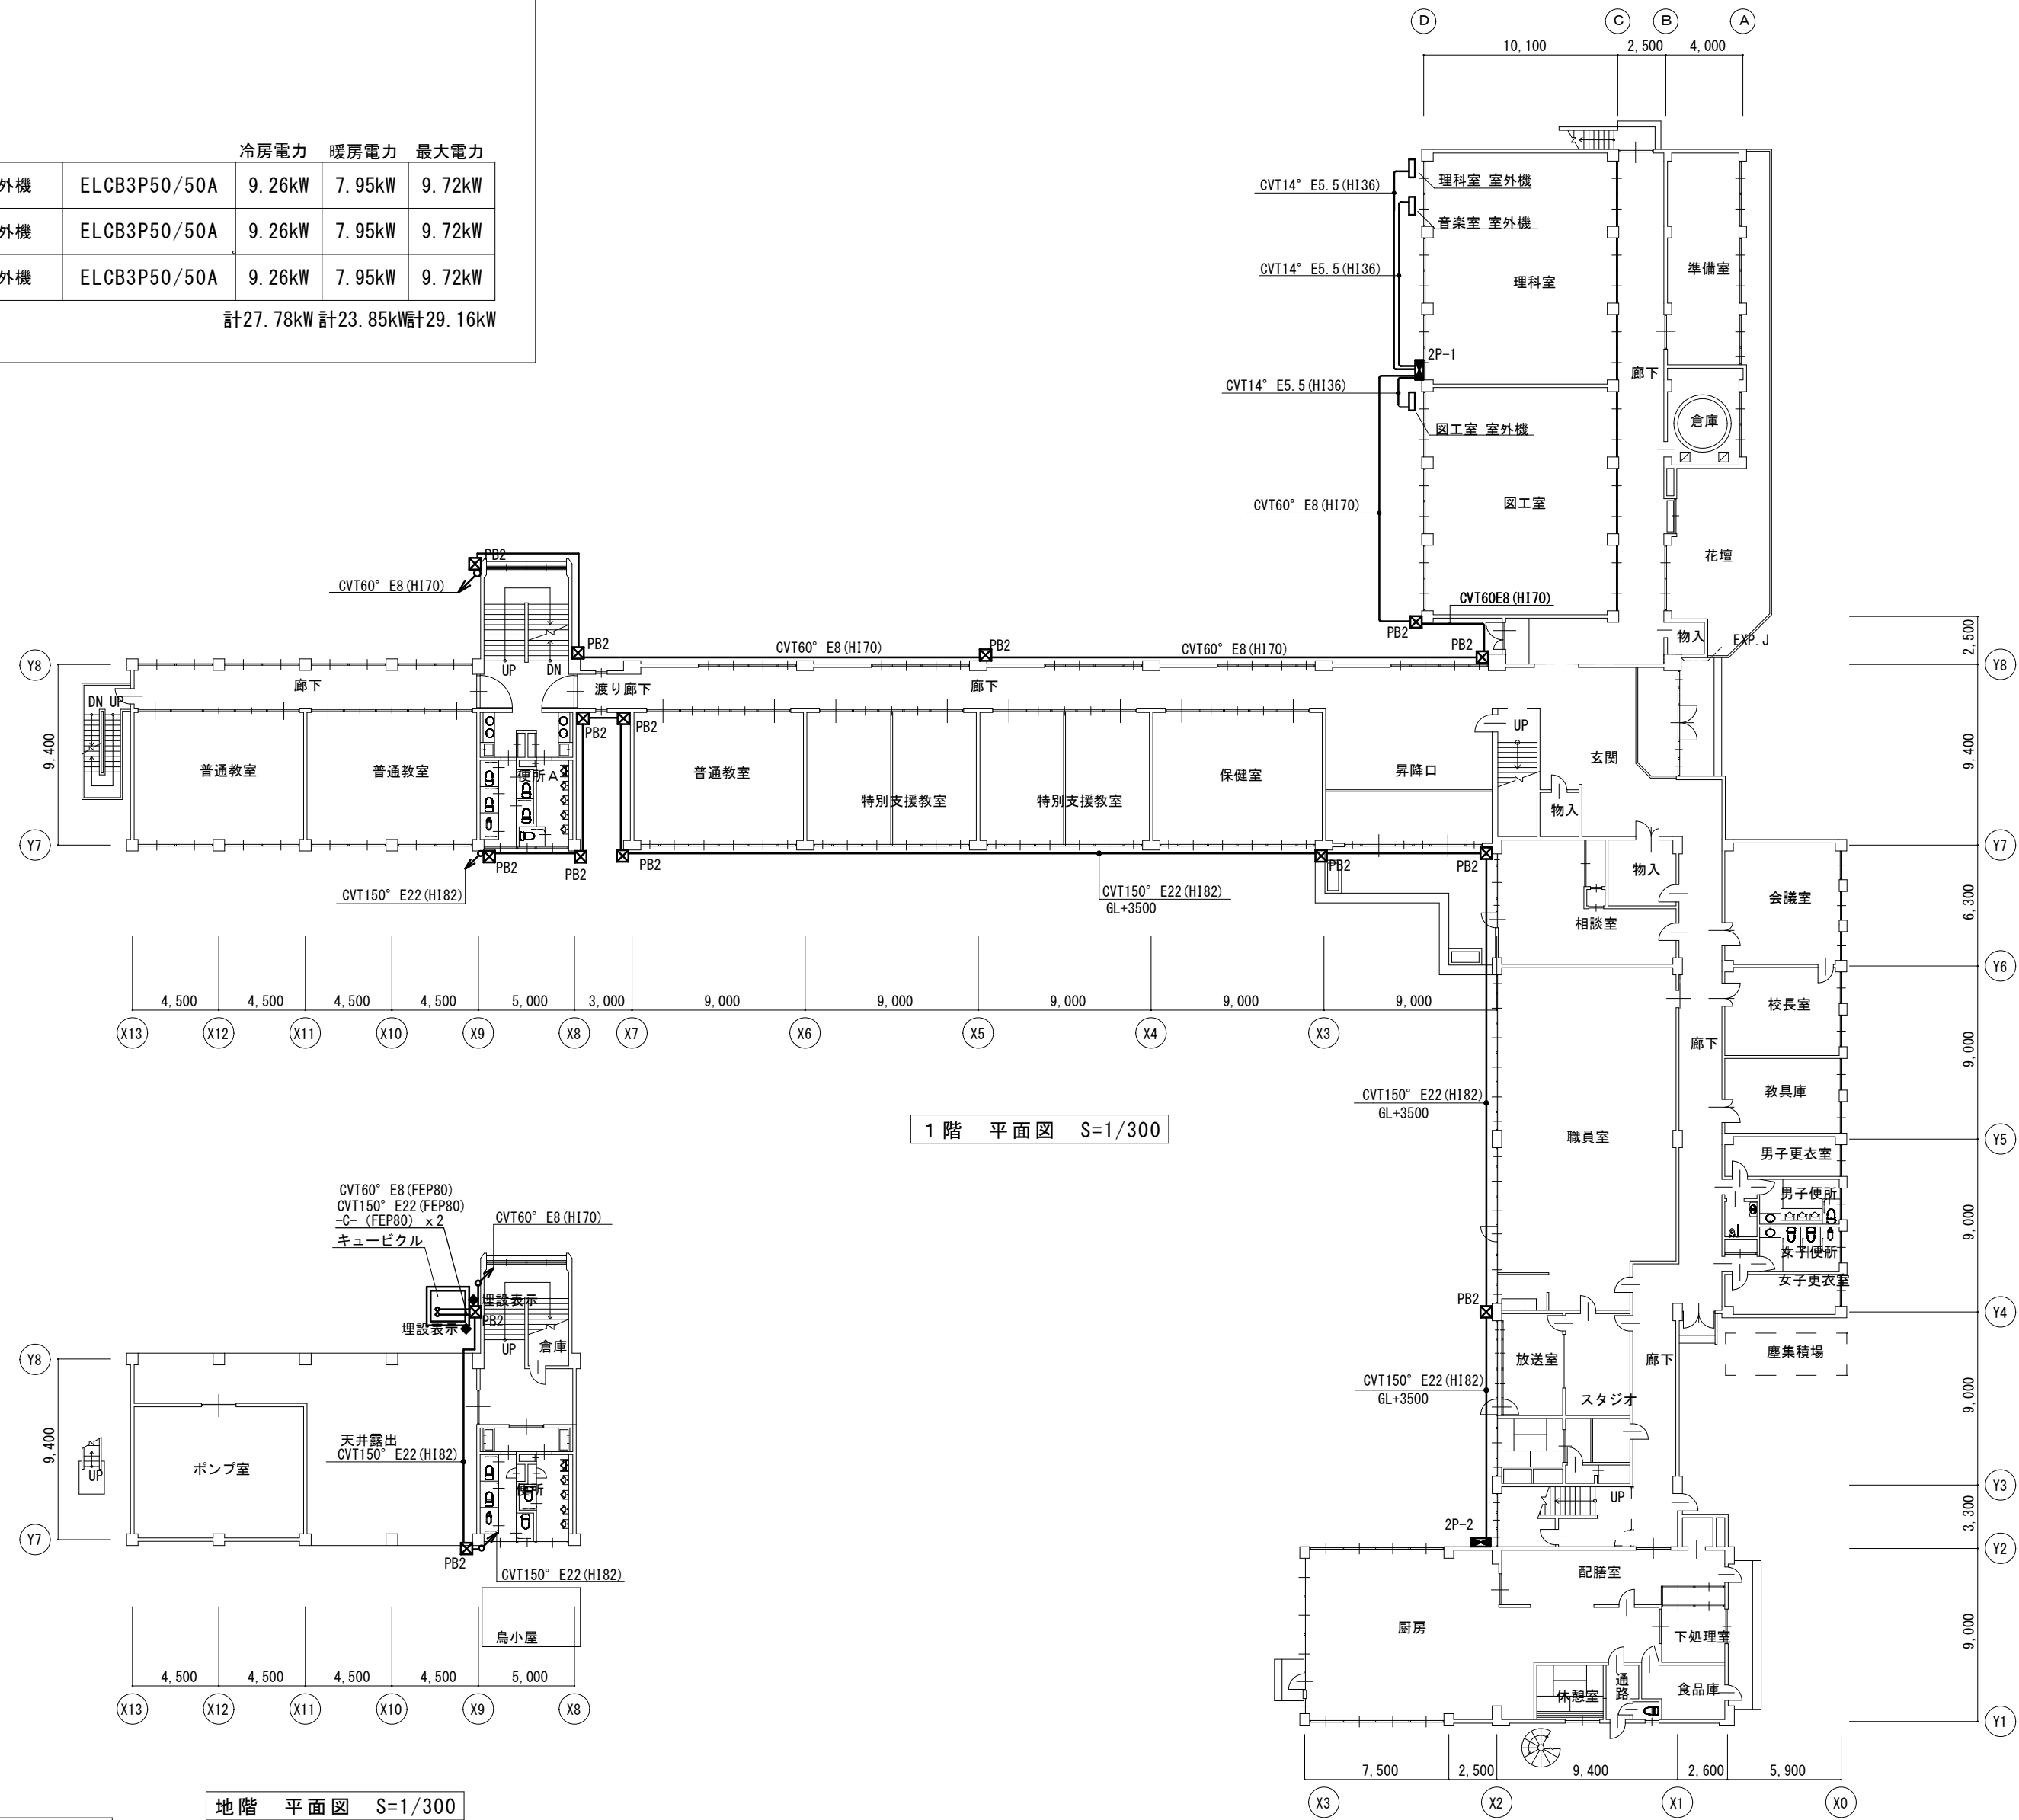 冷房電力 暖房電力 最大電力
外機 ELCB3P50/50A 9.26kW 7.95kW 9.72kW
外機 ELCB3P50/50A 9.26kW 7.95kW 9.72kW
外機 ELCB3P50/50A 9.26kW 7.95kW 9.72kW
計27.78kW 計23.85kW 計29.16kW
D C B A
10,100 2,500 4,000
CVT14° E5.5(HI36)
理科室 室外機
音楽室 室外機
CVT14° E5.5(HI36)
理科室
準備室
2P-1
廊下
CVT14° E5.5(HI36)
図工室 室外機
倉庫
CVT60° E8(HI70)
図工室
花壇
PB2
CVT60° E8(HI70)
CVT60E8(HI70)
PB2
物入
EXP.J
2,500
PB2
CVT60° E8(HI70)
PB2
CVT60° E8(HI70)
PB2
Y8
UP DN
Y8
廊下
渡り廊下
廊下
DN UP
PB2
PB2
UP
9,400
普通教室
普通教室
便所A
普通教室
特別支援教室
特別支援教室
保健室
昇降口
玄関
物入
9,400
Y7
PB2
PB2
PB2
PB2
PB2
Y7
CVT150° E22(HI82)
CVT150° E22(HI82)
GL+3500
物入
相談室
会議室
6,300
Y6
4,500 4,500 4,500 4,500 5,000 3,000 9,000 9,000 9,000 9,000 9,000
X13 X12 X11 X10 X9 X8 X7 X6 X5 X4 X3
校長室
廊下
9,000
教具庫
CVT150° E22(HI82)
GL+3500
職員室
1階 平面図 S=1/300
Y5
男子更衣室
男子便所
女子便所
女子更衣室
9,000
PB2
Y4
放送室
スタジオ
廊下
塵集積場
CVT150° E22(HI82)
GL+3500
9,000
Y3
UP
2P-2
3,300
Y2
配膳室
厨房
下処理室
9,000
休憩室
通路
食品庫
Y1
7,500 2,500 9,400 2,600 5,900
X3 X2 X1 X0
CVT60° E8(FEP80)
CVT150° E22(FEP80)
-C- (FEP80) x2
キュービクル
CVT60° E8(HI70)
埋設表示
PB2
埋設表示
UP
倉庫
Y8
9,400
天井露出
CVT150° E22(HI82)
ポンプ室
UP
便所
Y7
PB2
CVT150° E22(HI82)
鳥小屋
4,500 4,500 4,500 4,500 5,000
X13 X12 X11 X10 X9 X8
地階 平面図 S=1/300